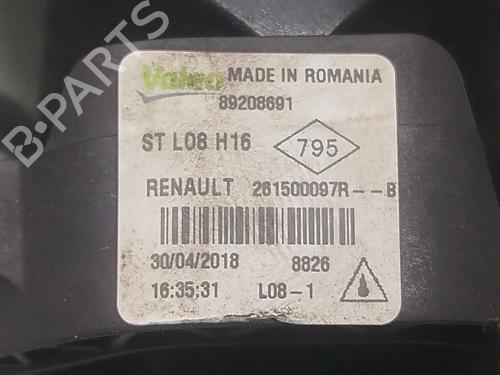 Valeo MADE IN ROMANIA
89208691
ST L08 H16 795
RENAULT 261500097R--B
30/04/2018 8826
16:35:31 L08-1
B-PARTS